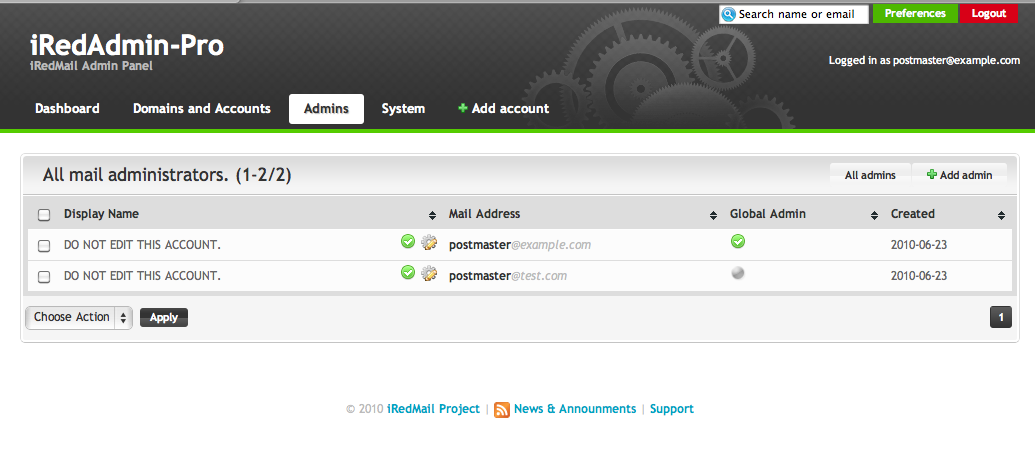 Search name or email Preferences Logout
iRedAdmin-Pro
iRedMail Admin Panel
Logged in as postmaster@example.com
Dashboard Domains and Accounts Admins System Add account
All mail administrators. (1-2/2) All admins Add admin
Display Name Mail Address Global Admin Created
DO NOT EDIT THIS ACCOUNT. postmaster@example.com 2010-06-23
DO NOT EDIT THIS ACCOUNT. postmaster@test.com 2010-06-23
Choose Action Apply 1
© 2010 iRedMail Project | News & Announments | Support